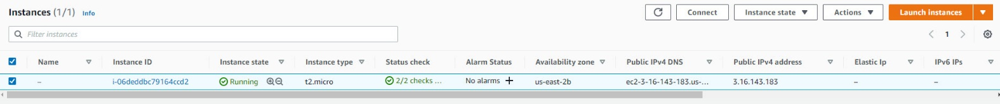 Instances (1/1) Info Connect Instance state Actions Launch instances
Filter instances 1
Name Instance ID Instance state Instance type Status check Alarm Status Availability zone Public IPv4 DNS Public IPv4 address Elastic Ip IPv6 IPs
– i-06deddbc79164ccd2 Running t2.micro 2/2 checks ... No alarms + us-east-2b ec2-3-16-143-183.us-... 3.16.143.183 – –